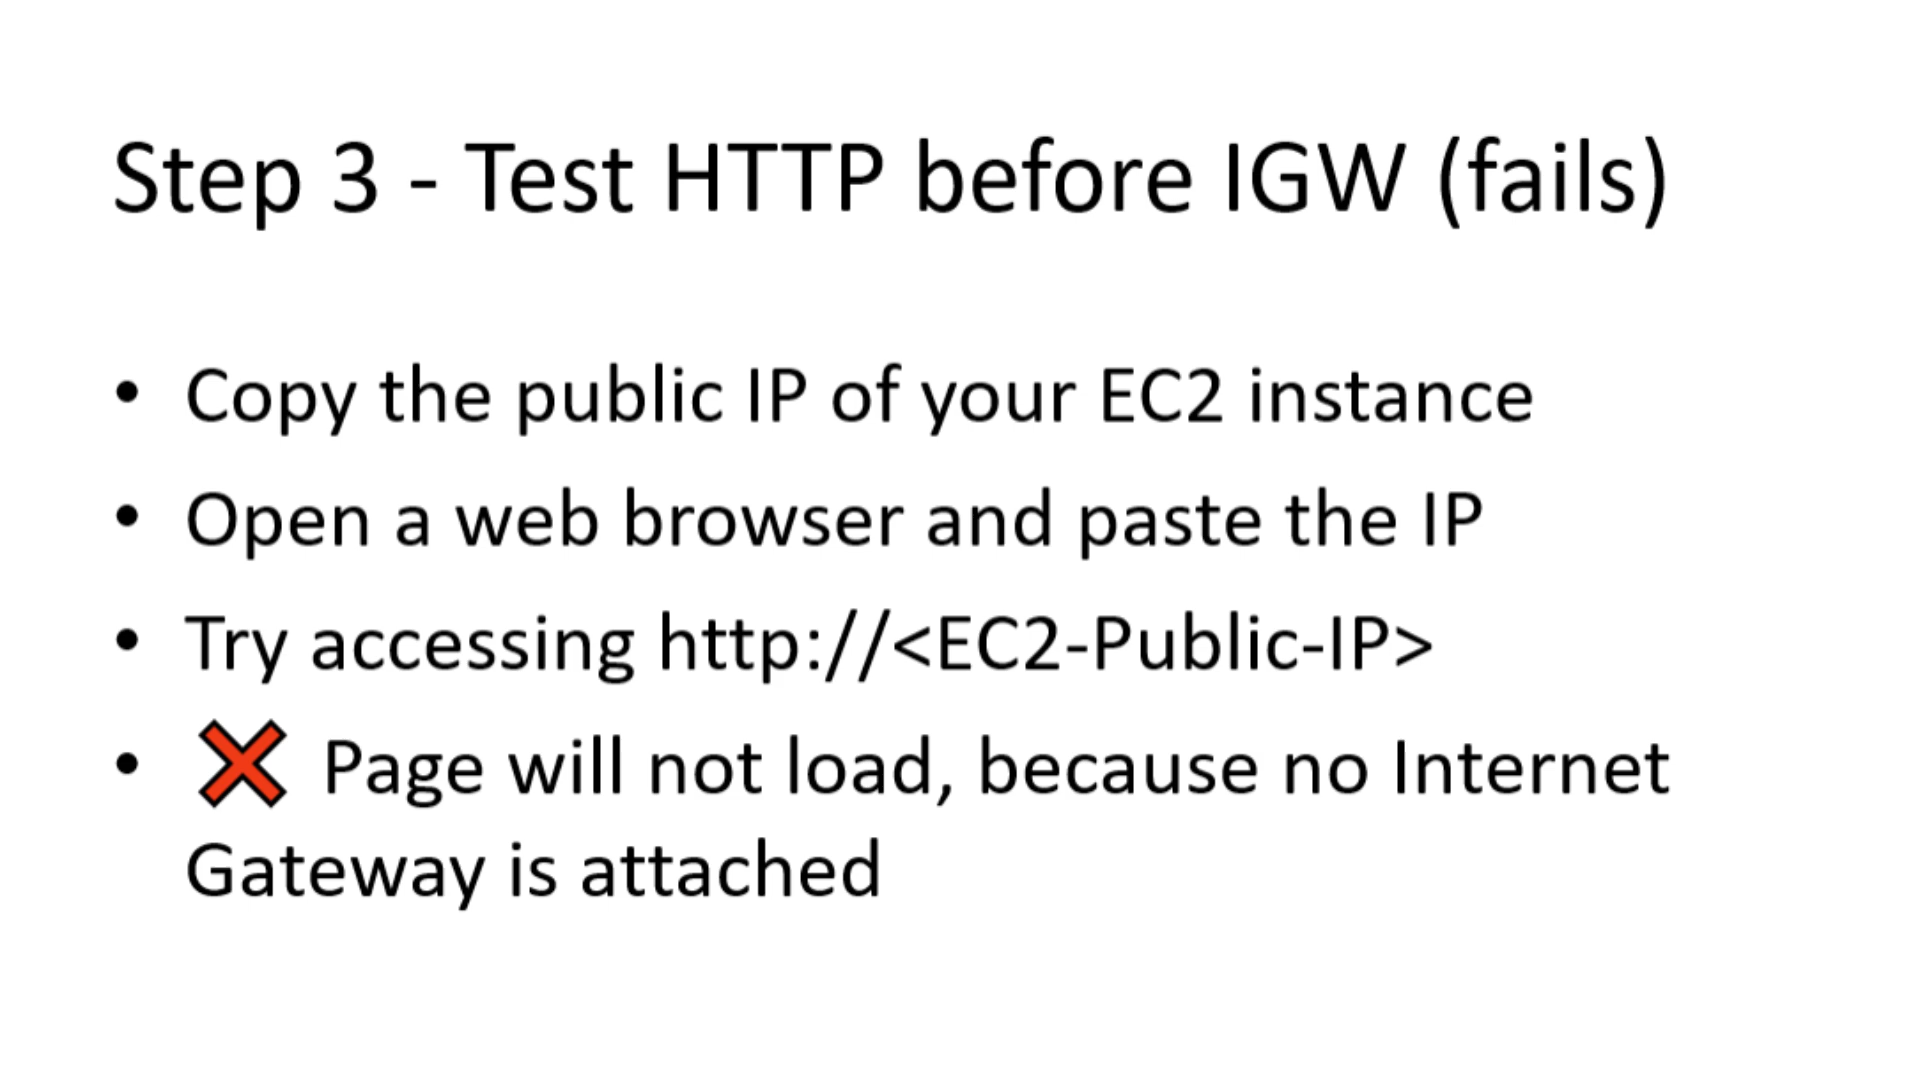 Step 3 - Test HTTP before IGW (fails)
• Copy the public IP of your EC2 instance
• Open a web browser and paste the IP
• Try accessing http://<EC2-Public-IP>
• ❌ Page will not load, because no Internet
Gateway is attached